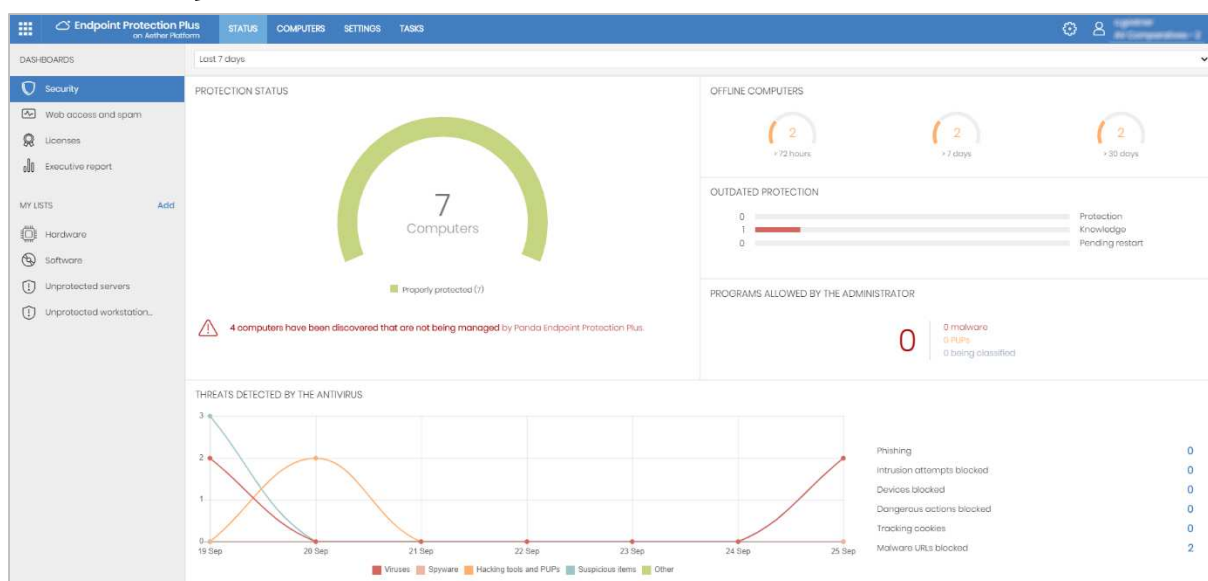 Endpoint Protection Plus
on Aether Platform
STATUS COMPUTERS SETTINGS TASKS
DASHBOARDS
Last 7 days
Security
Web access and spam
Licenses
Executive report
MY LISTS Add
Hardware
Software
Unprotected servers
Unprotected workstation...
PROTECTION STATUS
7
Computers
Properly protected (7)
4 computers have been discovered that are not being managed by Panda Endpoint Protection Plus.
OFFLINE COMPUTERS
2 2 2
> 72 hours > 7 days > 30 days
OUTDATED PROTECTION
0 Protection
1 Knowledge
0 Pending restart
PROGRAMS ALLOWED BY THE ADMINISTRATOR
0
0 malware
0 PUPs
0 being classified
THREATS DETECTED BY THE ANTIVIRUS
3
2
1
0
19 Sep 20 Sep 21 Sep 22 Sep 23 Sep 24 Sep 25 Sep
Viruses Spyware Hacking tools and PUPs Suspicious items Other
Phishing 0
Intrusion attempts blocked 0
Devices blocked 0
Dangerous actions blocked 0
Tracking cookies 0
Malware URLs blocked 2